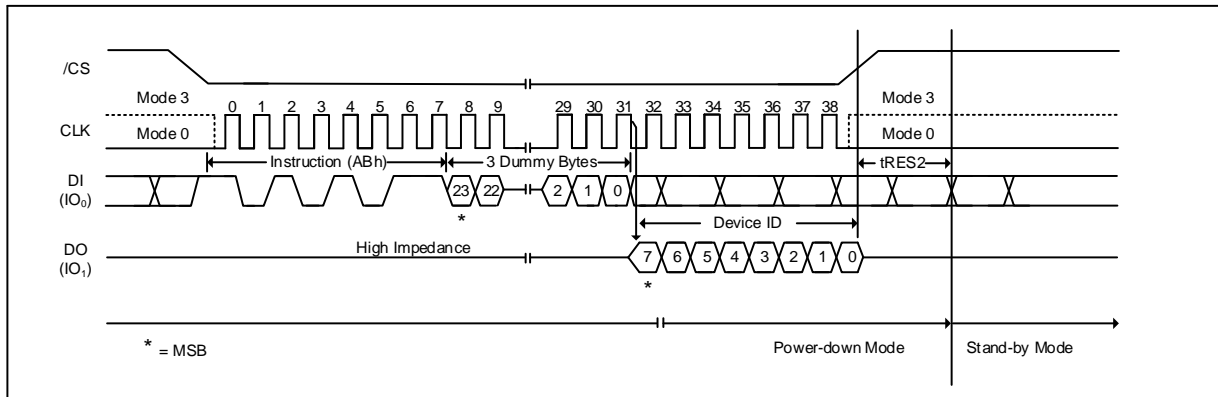 /CS
Mode 3
0 1 2 3 4 5 6 7 8 9 29 30 31 32 33 34 35 36 37 38
Mode 3
CLK
Mode 0
Mode 0
Instruction (ABh)
3 Dummy Bytes
tRES2
DI
(IO₀)
23 22 2 1 0
*
Device ID
DO
(IO₁)
High Impedance
7 6 5 4 3 2 1 0
*
* = MSB
Power-down Mode
Stand-by Mode